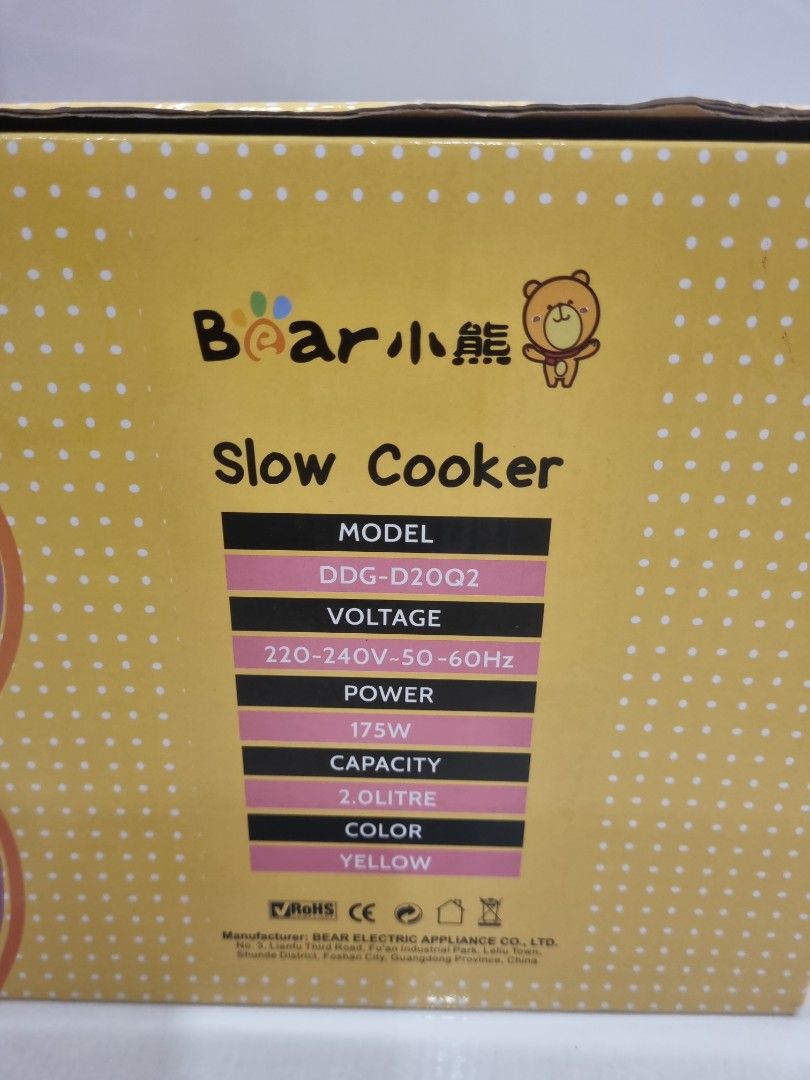 Bear小熊
Slow Cooker
MODEL
DDG-D20Q2
VOLTAGE
220-240V~50-60Hz
POWER
175W
CAPACITY
2.0LITRE
COLOR
YELLOW
RoHS CE
Manufacturer: BEAR ELECTRIC APPLIANCE CO., LTD.
No. 3, Lianfu Third Road, Fu'an Industrial Park, Leliu Town,
Shunde District, Foshan City, Guangdong Province, China